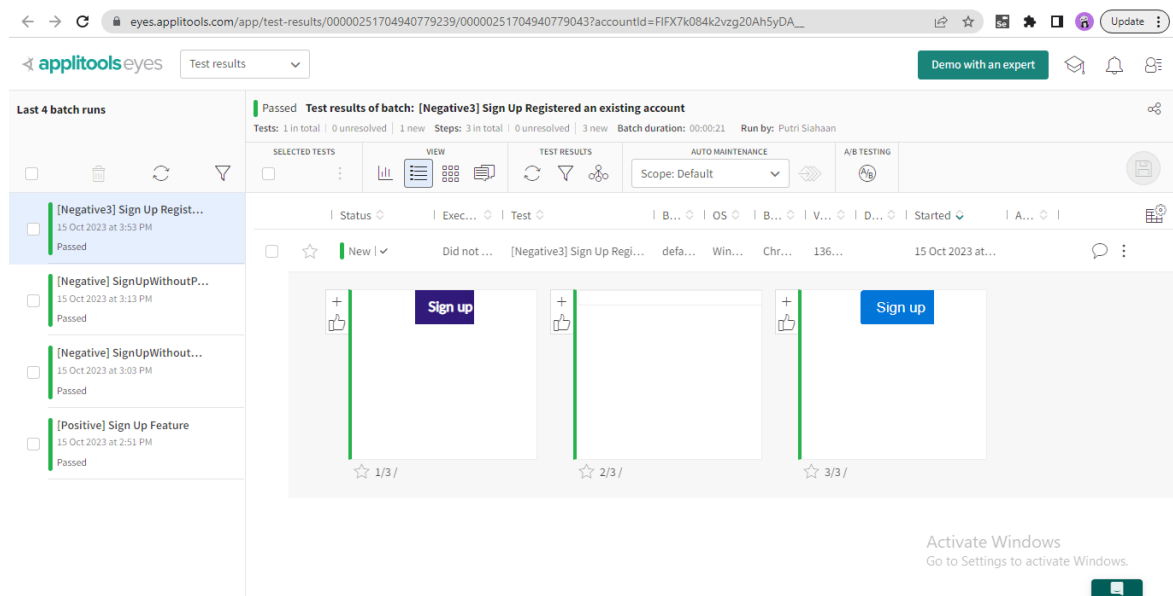 eyes.applitools.com/app/test-results/00000251704940779239/00000251704940779043?accountId=FIFX7k084k2vzg20Ah5yDA__
Se
Update
applitools eyes
Test results
Demo with an expert
Last 4 batch runs
Passed Test results of batch: [Negative3] Sign Up Registered an existing account
Tests: 1 in total | 0 unresolved | 1 new Steps: 3 in total | 0 unresolved | 3 new Batch duration: 00:00:21 Run by: Putri Siahaan
SELECTED TESTS VIEW TEST RESULTS AUTO MAINTENANCE A/B TESTING
Scope: Default
A/B
Status Exec... Test B... OS B... V... D... Started A...
New Did not ... [Negative3] Sign Up Regi... defa... Win... Chr... 136... 15 Oct 2023 at...
[Negative3] Sign Up Regist...
15 Oct 2023 at 3:53 PM
Passed
[Negative] SignUpWithoutP...
15 Oct 2023 at 3:13 PM
Passed
[Negative] SignUpWithout...
15 Oct 2023 at 3:03 PM
Passed
[Positive] Sign Up Feature
15 Oct 2023 at 2:51 PM
Passed
Sign up
Sign up
1/3 /
2/3 /
3/3 /
Activate Windows
Go to Settings to activate Windows.